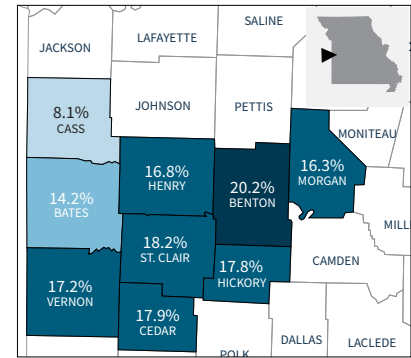 SALINE
LAFAYETTE
JACKSON
JOHNSON
PETTIS
8.1%
CASS
MONITEAU
16.8%
HENRY
16.3%
MORGAN
20.2%
BENTON
14.2%
BATES
MILL
18.2%
ST. CLAIR
CAMDEN
17.8%
HICKORY
17.2%
VERNON
17.9%
CEDAR
DALLAS
LACLEDE
POLK